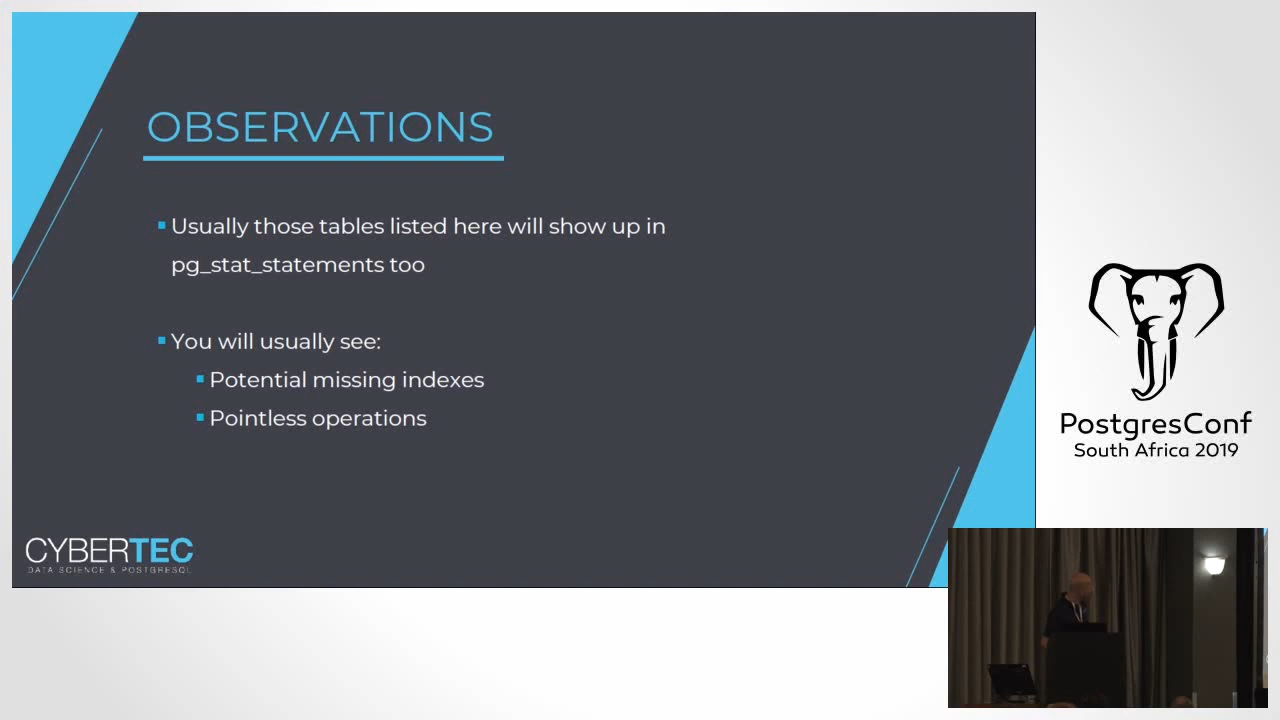 OBSERVATIONS
Usually those tables listed here will show up in
pg_stat_statements too
You will usually see:
Potential missing indexes
Pointless operations
CYBERTEC
DATA SCIENCE & POSTGRESQL
PostgresConf
South Africa 2019